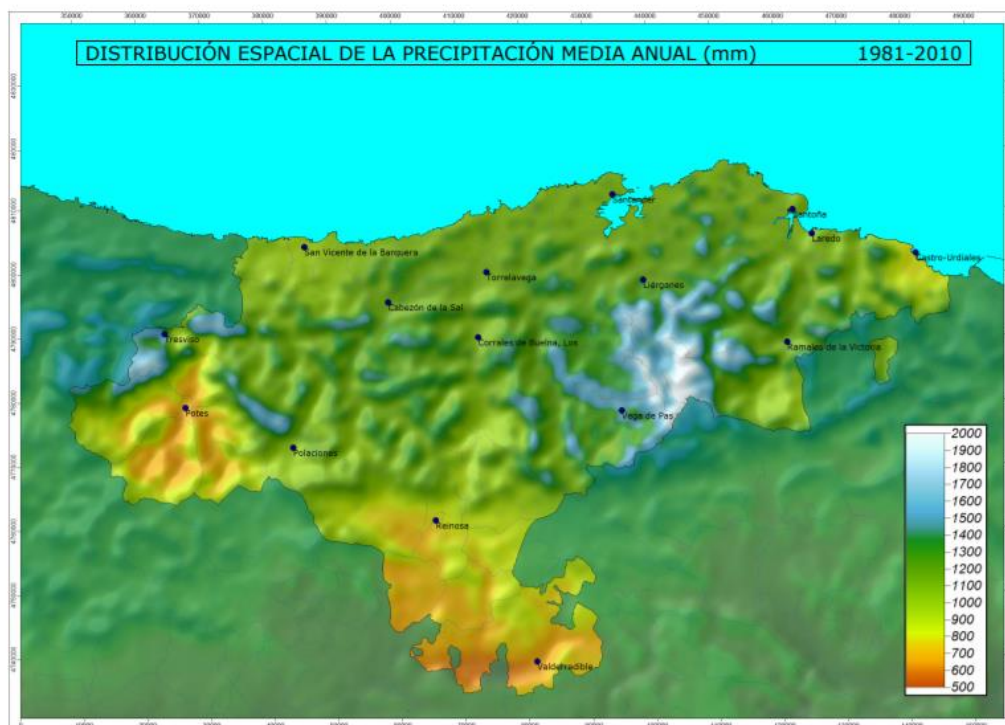 DISTRIBUCIÓN ESPACIAL DE LA PRECIPITACIÓN MEDIA ANUAL (mm) 1981-2010
Santander
Santoña
Laredo
San Vicente de la Barquera
Castro-Urdiales
Torrelavega
Liérganes
Cabezón de la Sal
Tresviso
Corrales de Buelna, Los
Ramales de la Victoria
Potes
Vega de Pas
Polaciones
Reinosa
Valderredible
2000
1900
1800
1700
1600
1500
1400
1300
1200
1100
1000
900
800
700
600
500